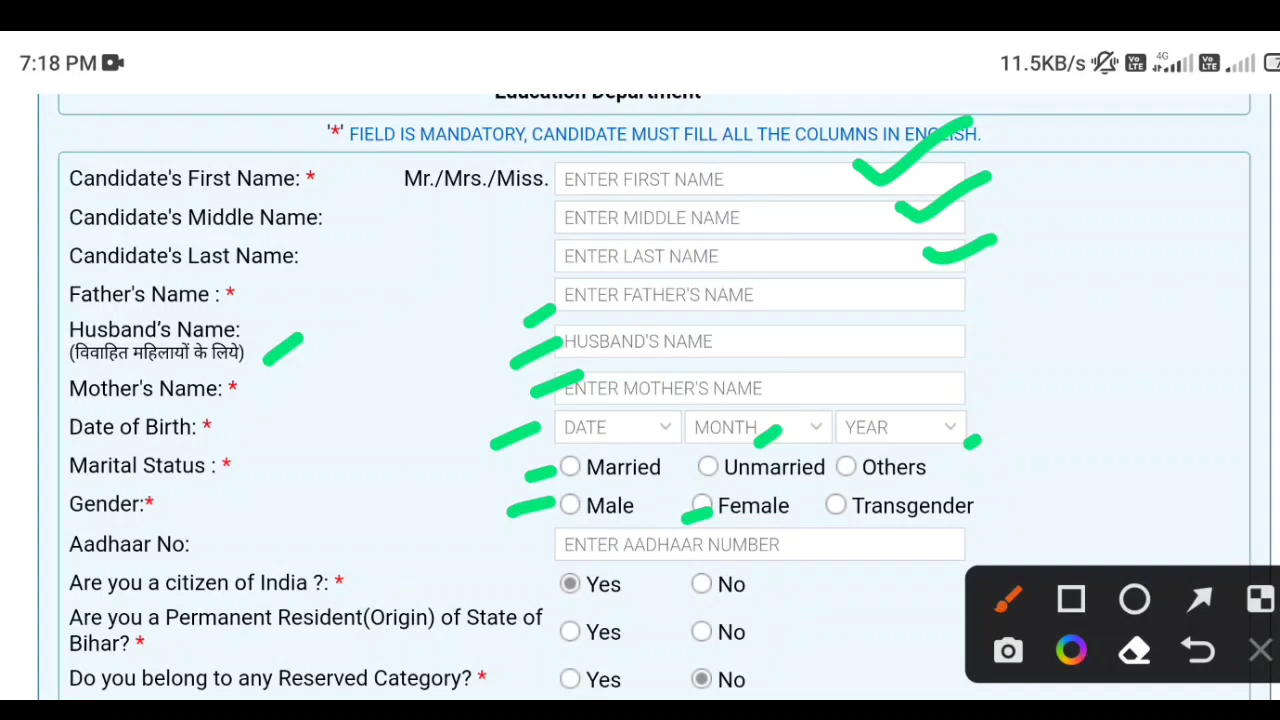 7:18 PM 11.5KB/s Vo LTE 4G Vo LTE
Education Department
'*' FIELD IS MANDATORY, CANDIDATE MUST FILL ALL THE COLUMNS IN ENGLISH.
Candidate's First Name: * Mr./Mrs./Miss. ENTER FIRST NAME
Candidate's Middle Name: ENTER MIDDLE NAME
Candidate's Last Name: ENTER LAST NAME
Father's Name : * ENTER FATHER'S NAME
Husband’s Name: HUSBAND'S NAME
(विवाहित महिलायों के लिये)
Mother's Name: * ENTER MOTHER'S NAME
Date of Birth: * DATE MONTH YEAR
Marital Status : * Married Unmarried Others
Gender:* Male Female Transgender
Aadhaar No: ENTER AADHAAR NUMBER
Are you a citizen of India ?: * Yes No
Are you a Permanent Resident(Origin) of State of
Bihar? * Yes No
Do you belong to any Reserved Category? * Yes No